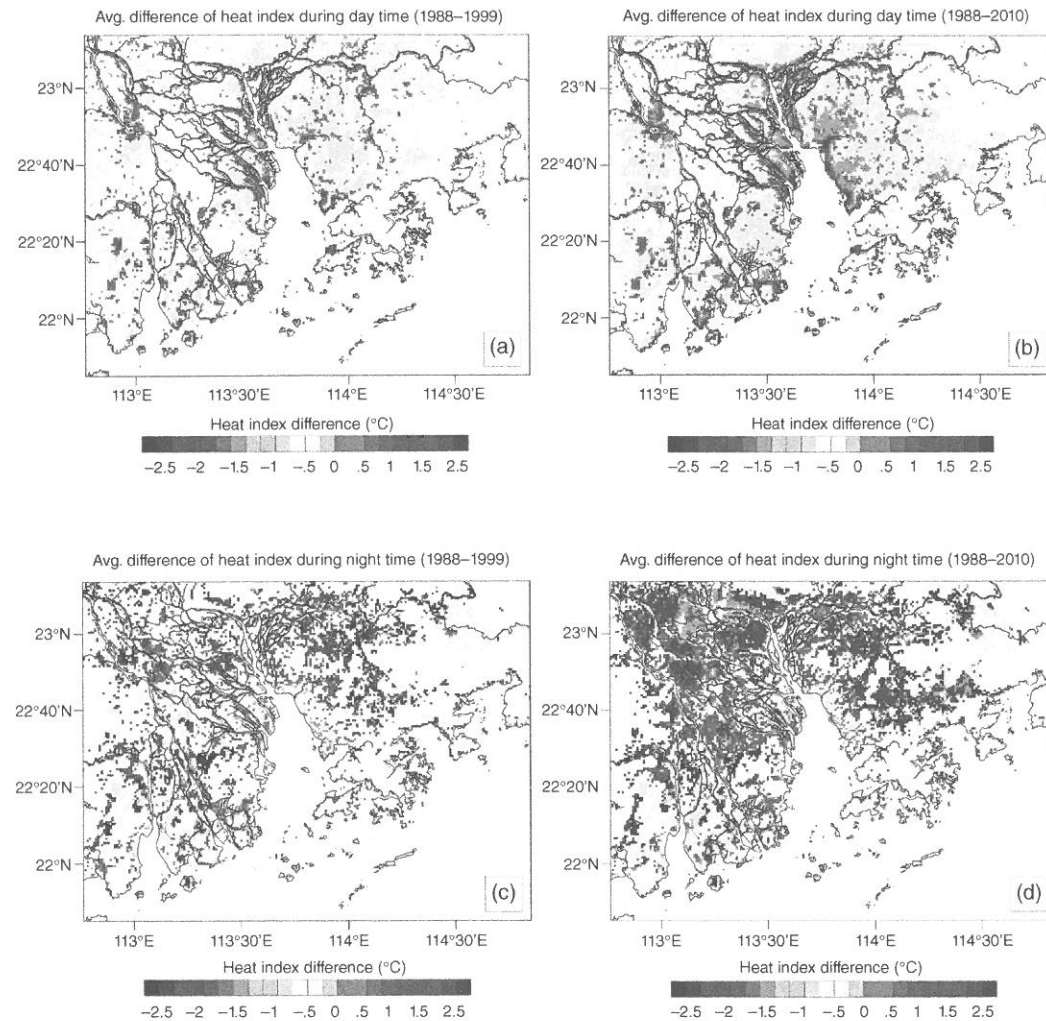 Avg. difference of heat index during day time (1988–1999)
23°N
22°40′N
22°20′N
22°N
(a)
113°E 113°30′E 114°E 114°30′E
Heat index difference (°C)
−2.5 −2 −1.5 −1 −.5 0 .5 1 1.5 2.5
Avg. difference of heat index during day time (1988–2010)
23°N
22°40′N
22°20′N
22°N
(b)
113°E 113°30′E 114°E 114°30′E
Heat index difference (°C)
−2.5 −2 −1.5 −1 −.5 0 .5 1 1.5 2.5
Avg. difference of heat index during night time (1988–1999)
23°N
22°40′N
22°20′N
22°N
(c)
113°E 113°30′E 114°E 114°30′E
Heat index difference (°C)
−2.5 −2 −1.5 −1 −.5 0 .5 1 1.5 2.5
Avg. difference of heat index during night time (1988–2010)
23°N
22°40′N
22°20′N
22°N
(d)
113°E 113°30′E 114°E 114°30′E
Heat index difference (°C)
−2.5 −2 −1.5 −1 −.5 0 .5 1 1.5 2.5